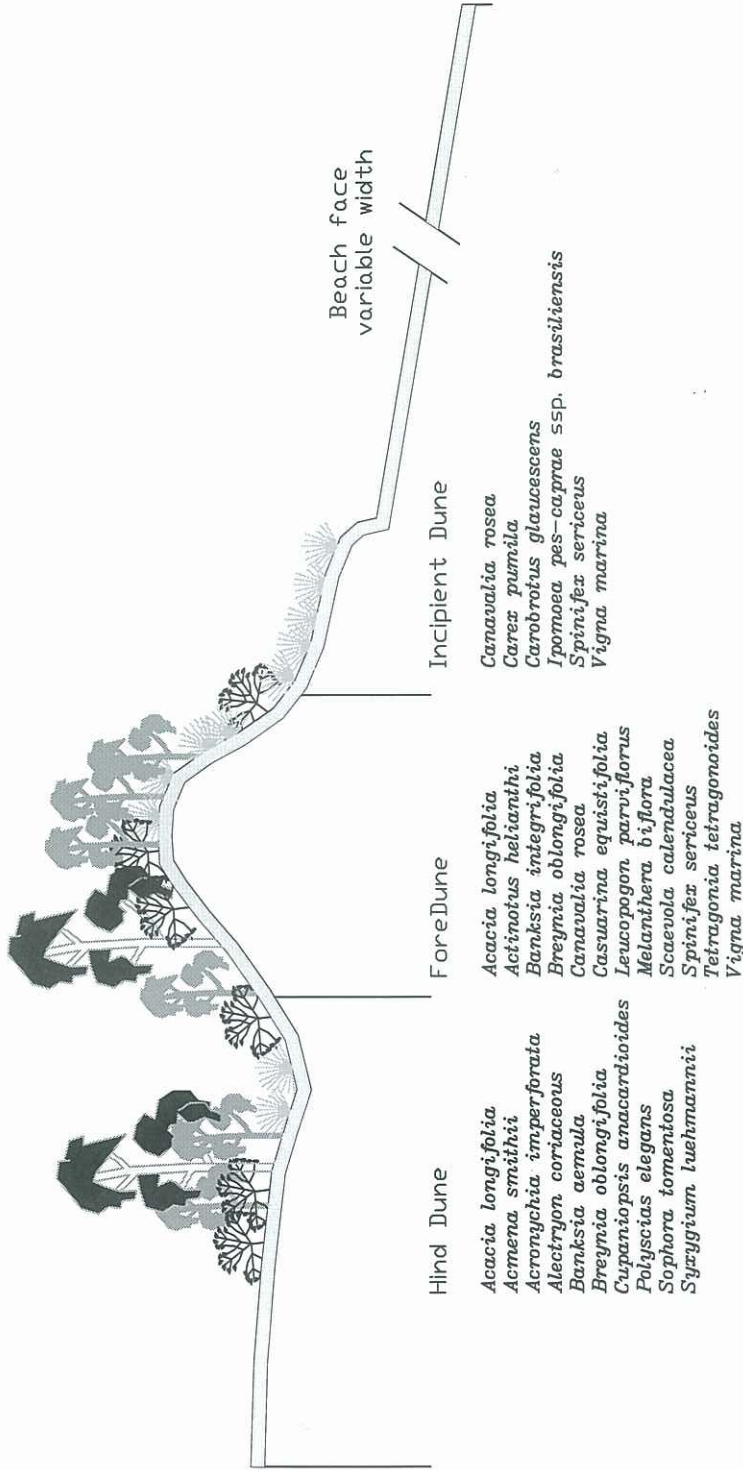 Beach face
variable width
Hind Dune
Acacia longifolia
Acmena smithii
Acronychia imperforata
Alectryon coriaceous
Banksia aemula
Breynia oblongifolia
Cupaniopsis anacardioides
Polyscias elegans
Sophora tomentosa
Syzygium luehmannii
ForeDune
Acacia longifolia
Actinotus helianthi
Banksia integrifolia
Breynia oblongifolia
Canavalia rosea
Casuarina equistifolia
Leucopogon parviflorus
Melanthera biflora
Scaevola calendulacea
Spinifex sericeus
Tetragonia tetragonoides
Vigna marina
Incipient Dune
Canavalia rosea
Carex pumila
Carobrotus glaucescens
Ipomoea pes-caprae ssp. brasiliensis
Spinifex sericeus
Vigna marina